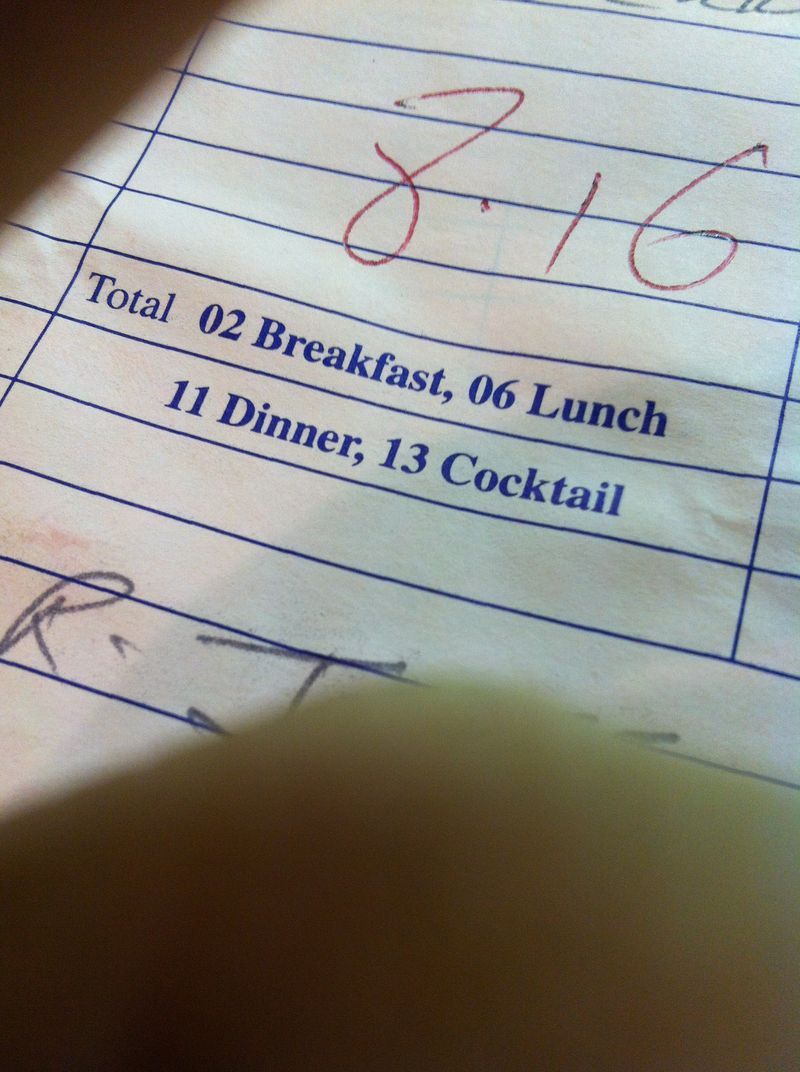 8.16
Total 02 Breakfast, 06 Lunch
11 Dinner, 13 Cocktail
R. J